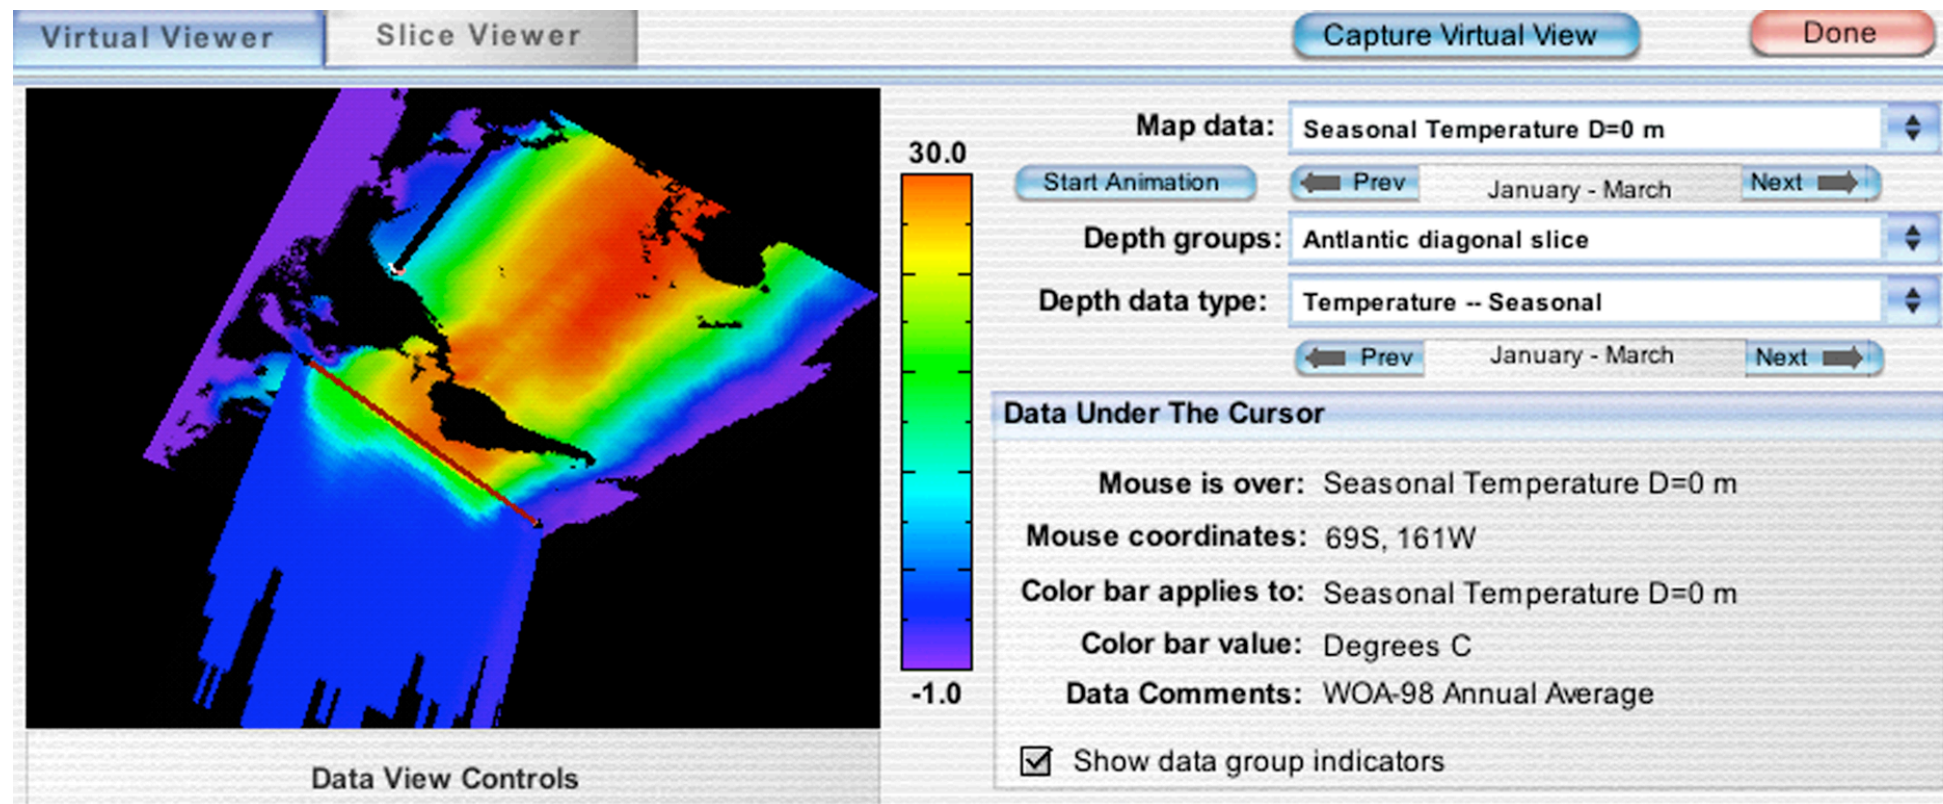 Virtual Viewer Slice Viewer Capture Virtual View Done
Map data: Seasonal Temperature D=0 m
30.0
Start Animation Prev January - March Next
Depth groups: Antlantic diagonal slice
Depth data type: Temperature -- Seasonal
Prev January - March Next
Data Under The Cursor
Mouse is over: Seasonal Temperature D=0 m
Mouse coordinates: 69S, 161W
Color bar applies to: Seasonal Temperature D=0 m
Color bar value: Degrees C
-1.0
Data Comments: WOA-98 Annual Average
Show data group indicators
Data View Controls